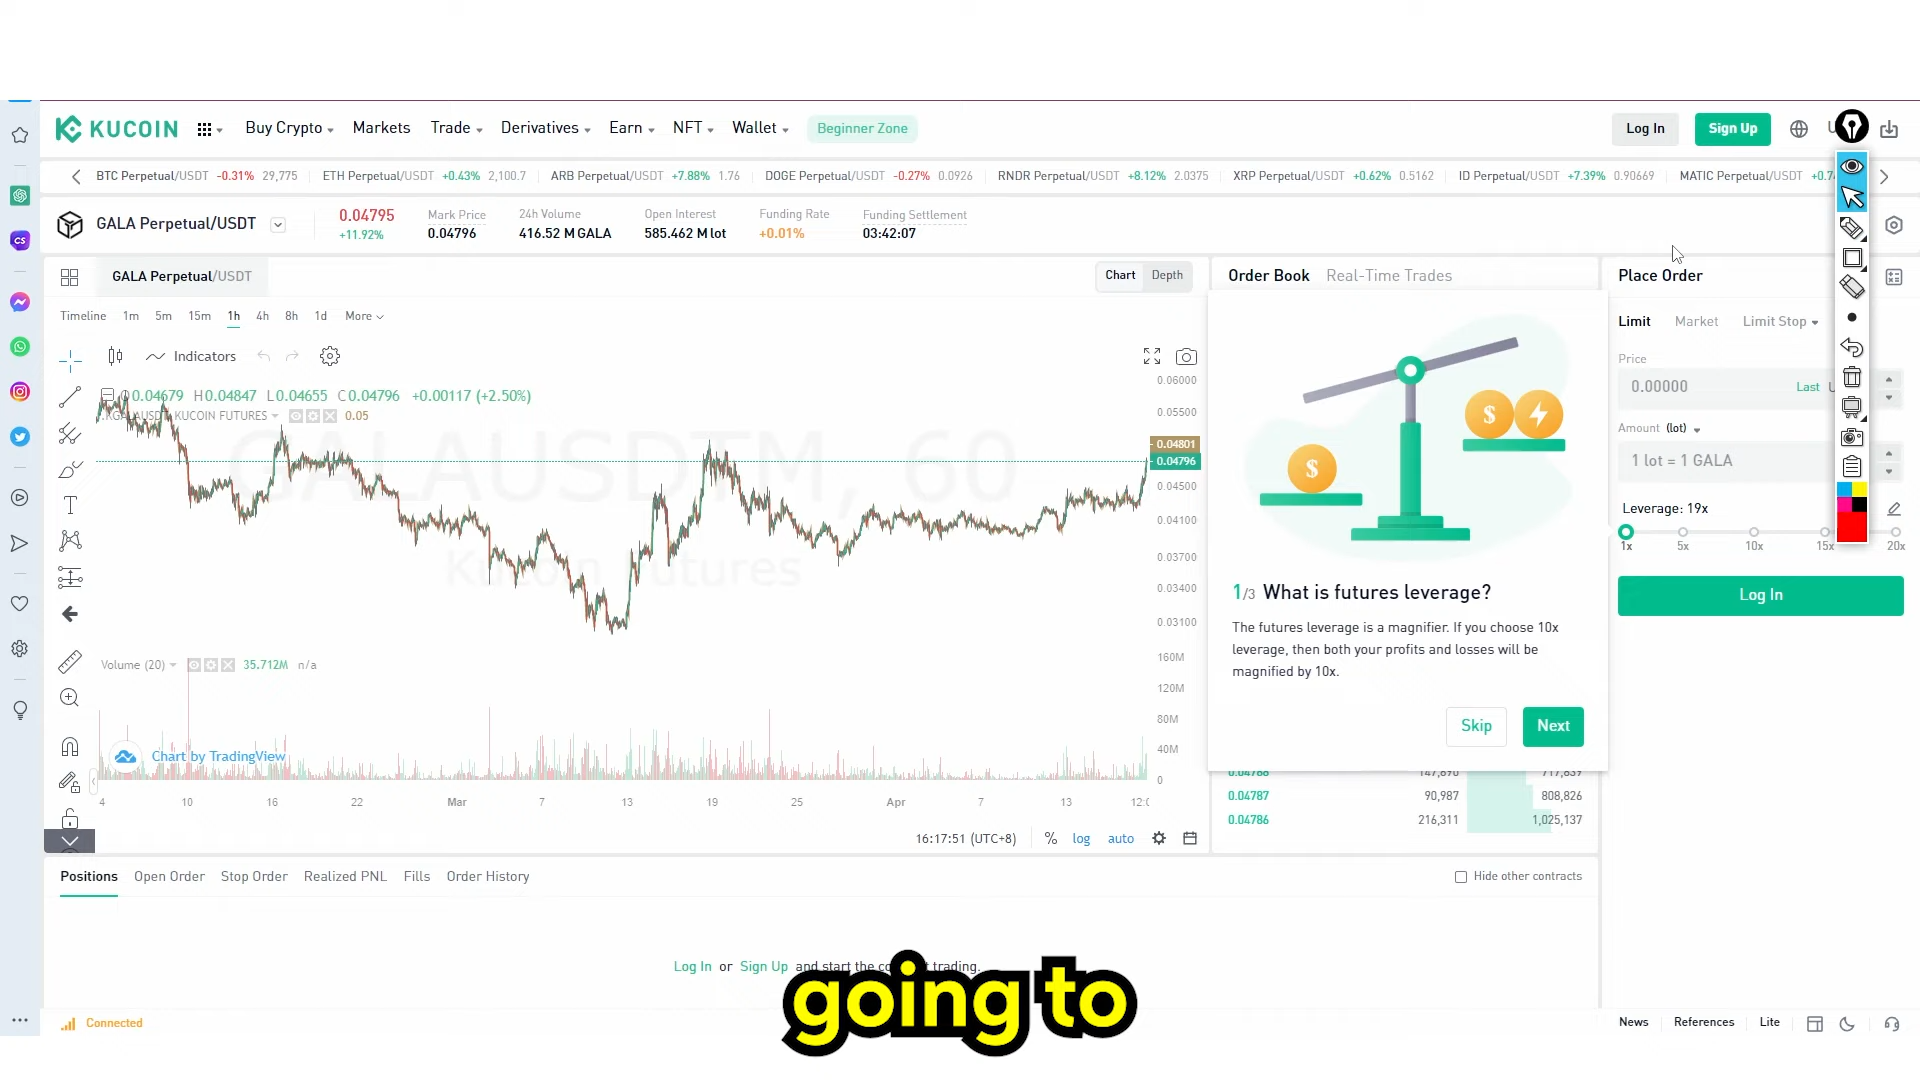 KUCOIN Buy Crypto Markets Trade Derivatives Earn NFT Wallet Beginner Zone Log In Sign Up
BTC Perpetual/USDT -0.31% 29,775 ETH Perpetual/USDT +0.43% 2,100.7 ARB Perpetual/USDT +7.88% 1.76 DOGE Perpetual/USDT -0.27% 0.0926 RNDR Perpetual/USDT +8.12% 2.0375 XRP Perpetual/USDT +0.62% 0.5162 ID Perpetual/USDT +7.39% 0.90669 MATIC Perpetual/USDT
GALA Perpetual/USDT
0.04795
+11.92%
Mark Price
0.04796
24h Volume
416.52 M GALA
Open Interest
585.462 M lot
Funding Rate
+0.01%
Funding Settlement
03:42:07
GALA Perpetual/USDT Chart Depth
Timeline 1m 5m 15m 1h 4h 8h 1d More
Indicators
O0.04679 H0.04847 L0.04655 C0.04796 +0.00117 (+2.50%)
.KGALAUSDT, KUCOIN FUTURES 0.05
GALAUSDTM, 60
Kucoin Futures
0.06000
0.05500
0.04801
0.04796
0.04500
0.04100
0.03700
0.03400
0.03100
Volume (20) 35.712M n/a
160M
120M
80M
40M
0
Chart by TradingView
4 10 16 22 Mar 7 13 19 25 Apr 7 13
16:17:51 (UTC+8) % log auto
Order Book Real-Time Trades
1/3 What is futures leverage?
The futures leverage is a magnifier. If you choose 10x
leverage, then both your profits and losses will be
magnified by 10x.
Skip Next
0.04787 90,987 808,826
0.04786 216,311 1,025,137
Place Order
Limit Market Limit Stop
Price
0.00000 Last
Amount (lot)
1 lot = 1 GALA
Leverage: 19x
1x 5x 10x 15x 20x
Log In
Positions Open Order Stop Order Realized PNL Fills Order History Hide other contracts
Log In or Sign Up and start the trading.
going to
Connected
News References Lite